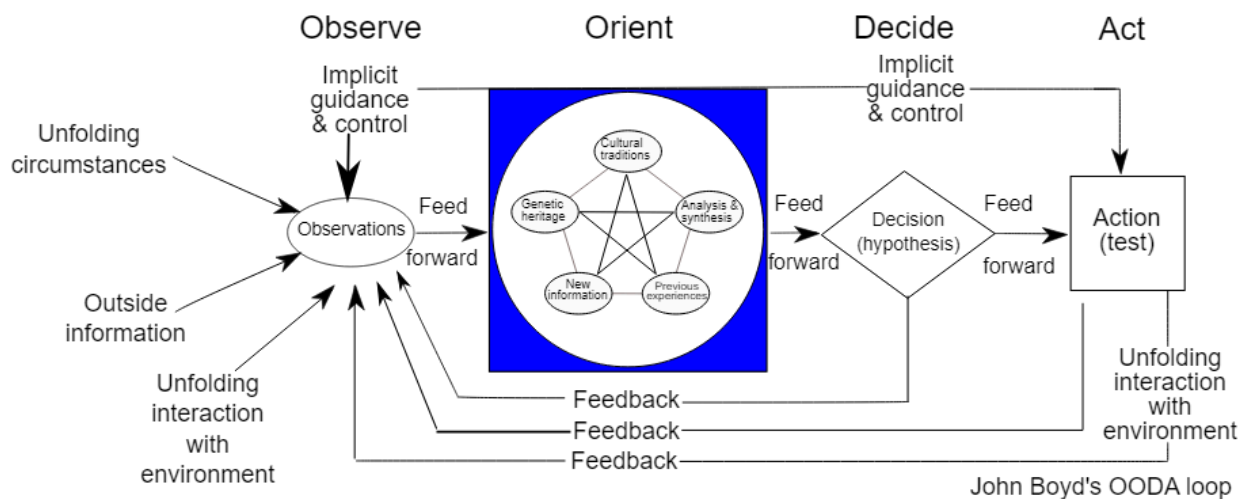 Observe
Orient
Decide
Act
Implicit
guidance
& control
Implicit
guidance
& control
Unfolding
circumstances
Observations
Feed
forward
Cultural
traditions
Genetic
heritage
Analysis &
synthesis
New
information
Previous
experiences
Feed
forward
Decision
(hypothesis)
Feed
forward
Action
(test)
Outside
information
Unfolding
interaction
with
environment
Feedback
Feedback
Feedback
Unfolding
interaction
with
environment
John Boyd's OODA loop